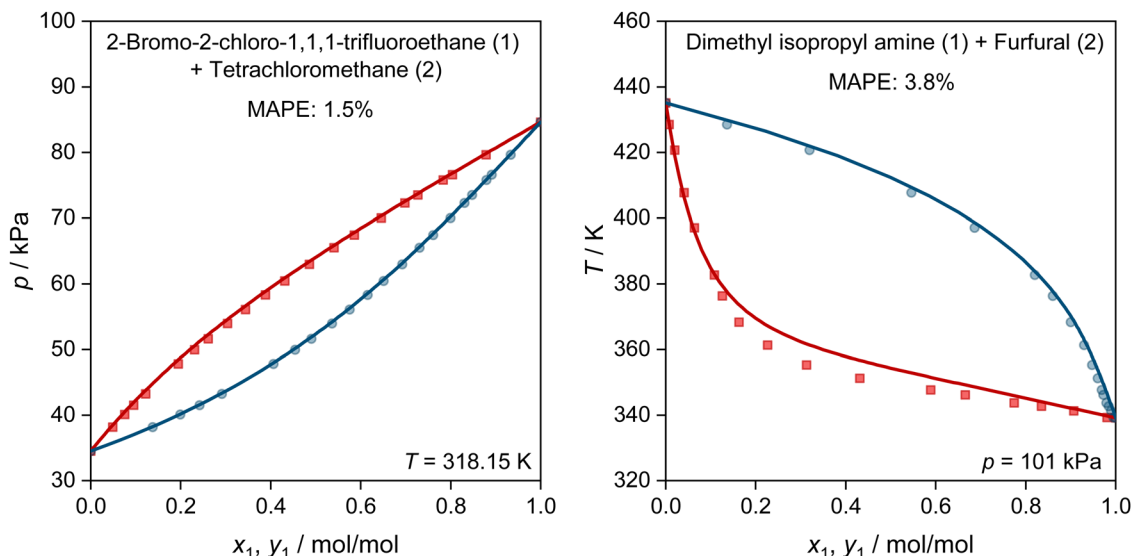 2-Bromo-2-chloro-1,1,1-trifluoroethane (1)
+ Tetrachloromethane (2)
MAPE: 1.5%
100
90
80
70
60
50
40
30
p / kPa
T = 318.15 K
0.0 0.2 0.4 0.6 0.8 1.0
x₁, y₁ / mol/mol
Dimethyl isopropyl amine (1) + Furfural (2)
MAPE: 3.8%
460
440
420
400
380
360
340
320
T / K
p = 101 kPa
0.0 0.2 0.4 0.6 0.8 1.0
x₁, y₁ / mol/mol